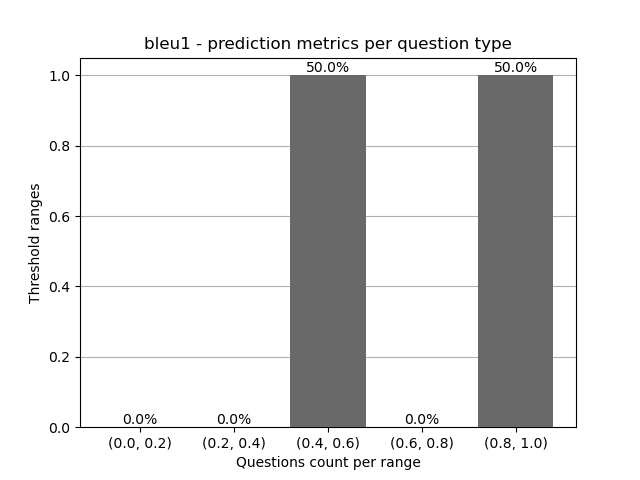 bleu1 - prediction metrics per question type
50.0% 50.0%
1.0
0.8
0.6
0.4
0.2
0.0
Threshold ranges
0.0% 0.0% 0.0%
(0.0, 0.2) (0.2, 0.4) (0.4, 0.6) (0.6, 0.8) (0.8, 1.0)
Questions count per range